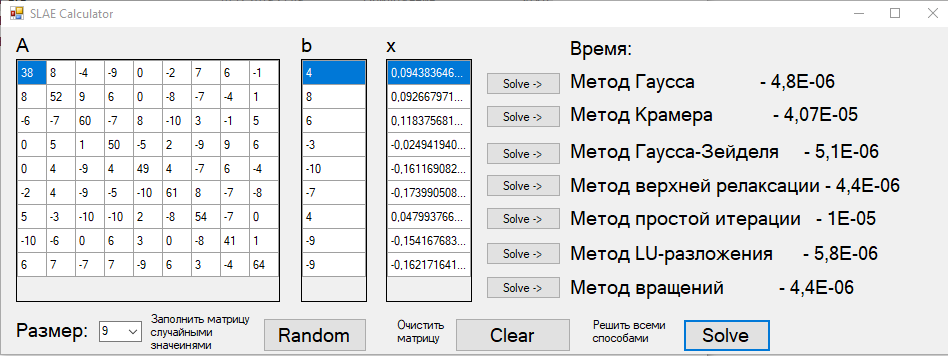 SLAE Calculator
A b x Время:
38 8 -4 -9 0 -2 7 6 -1 4 0,094383646...
8 52 9 6 0 -8 -7 -4 1 8 0,092667971...
-6 -7 60 -7 8 -10 3 -1 5 6 0,118375681...
0 5 1 50 -5 2 -9 9 6 -3 -0,024941940...
0 4 -9 4 49 4 -7 6 -4 -10 -0,161169082...
-2 4 -9 -5 -10 61 8 -7 -8 -7 -0,173990508...
5 -3 -10 -10 2 -8 54 -7 0 4 0,047993766...
-10 -6 0 6 3 0 -8 41 1 -9 -0,154167683...
6 7 -7 7 -9 6 3 -4 64 -9 -0,162171641...
Solve -> Метод Гаусса - 4,8E-06
Solve -> Метод Крамера - 4,07E-05
Solve -> Метод Гаусса-Зейделя - 5,1E-06
Solve -> Метод верхней релаксации - 4,4E-06
Solve -> Метод простой итерации - 1E-05
Solve -> Метод LU-разложения - 5,8E-06
Solve -> Метод вращений - 4,4E-06
Размер: 9
Заполнить матрицу
случайными
значеинями
Random
Очистить
матрицу
Clear
Решить всеми
способами
Solve